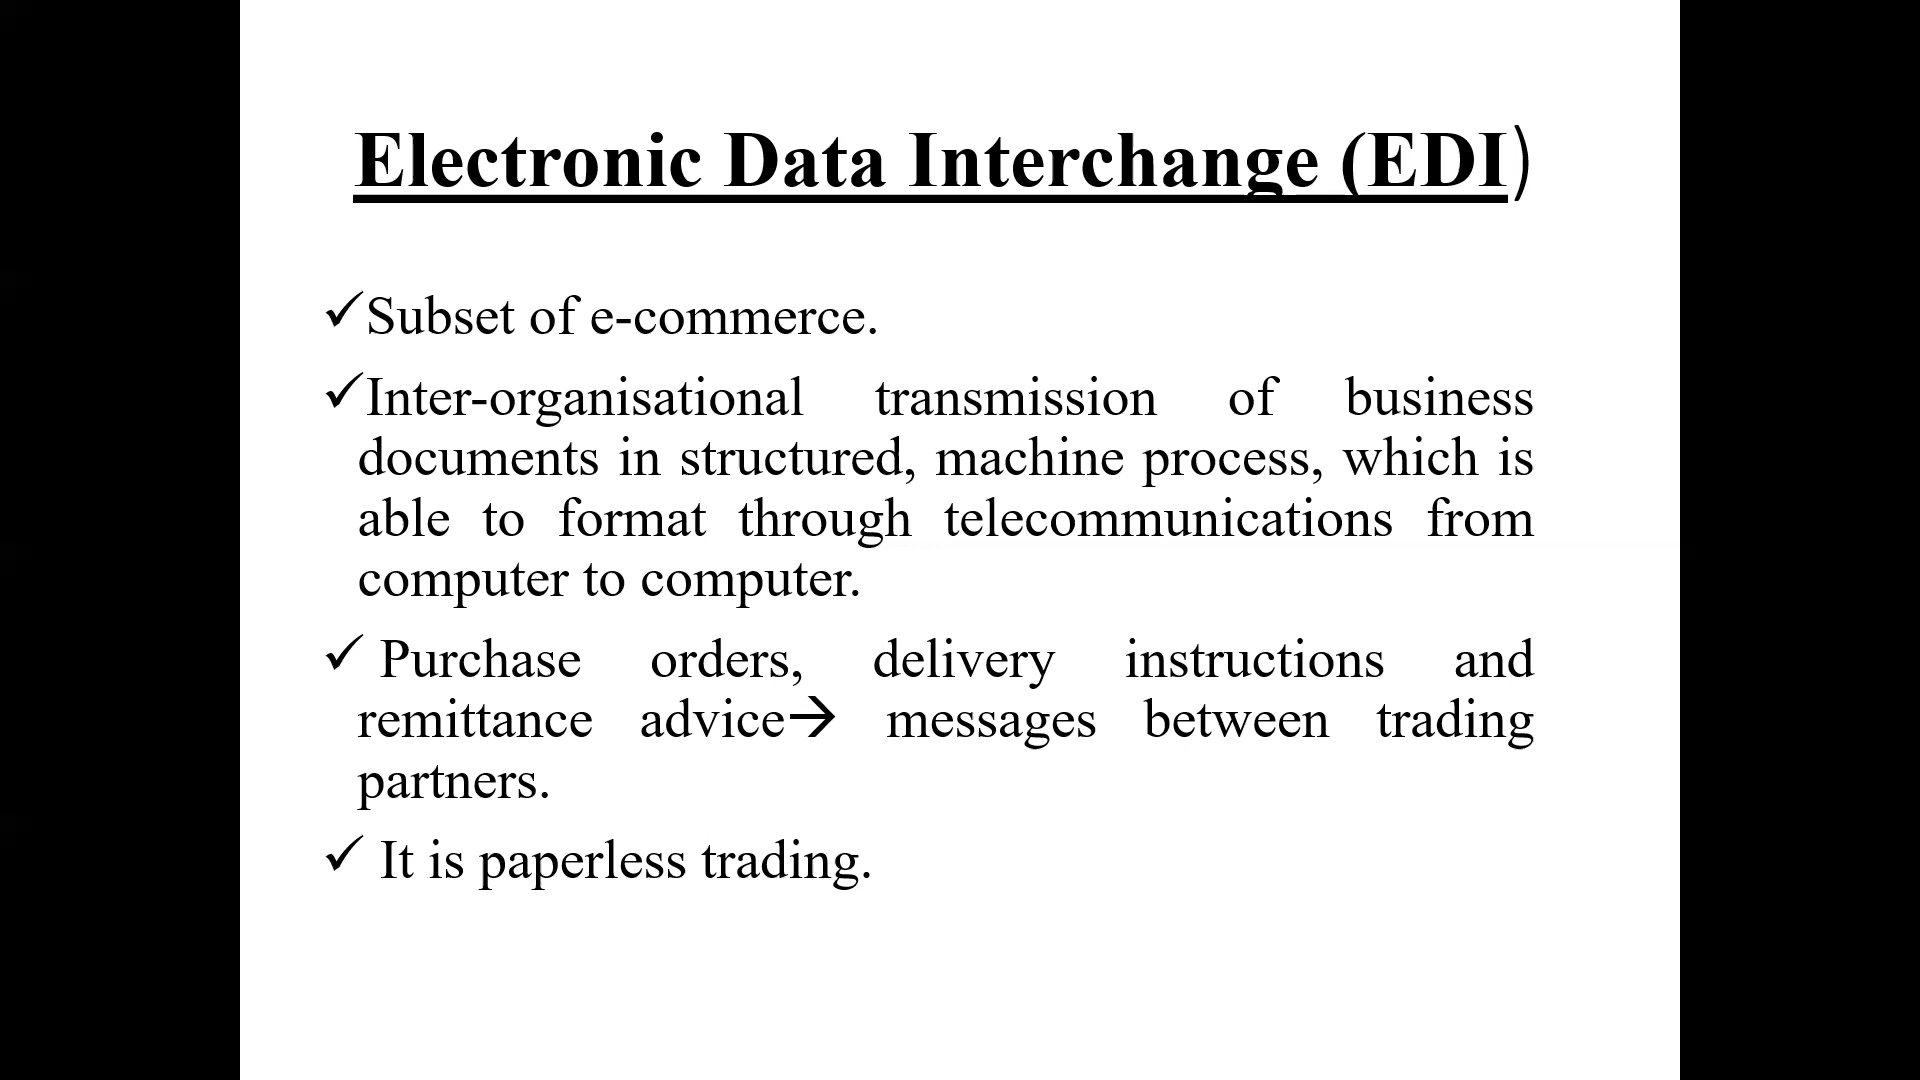 Electronic Data Interchange (EDI)
✓Subset of e-commerce.
✓Inter-organisational transmission of business
documents in structured, machine process, which is
able to format through telecommunications from
computer to computer.
✓ Purchase orders, delivery instructions and
remittance advice→ messages between trading
partners.
✓ It is paperless trading.